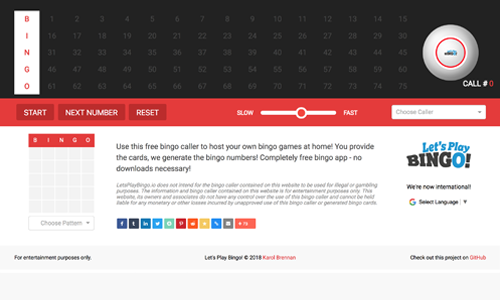 B 1 2 3 4 5 6 7 8 9 10 11 12 13 14 15
I 16 17 18 19 20 21 22 23 24 25 26 27 28 29 30
N 31 32 33 34 35 36 37 38 39 40 41 42 43 44 45
G 46 47 48 49 50 51 52 53 54 55 56 57 58 59 60
O 61 62 63 64 65 66 67 68 69 70 71 72 73 74 75
CALL # 0
START NEXT NUMBER RESET SLOW FAST Choose Caller
B I N G O
Choose Pattern
Use this free bingo caller to host your own bingo games at home! You provide
the cards, we generate the bingo numbers! Completely free bingo app - no
downloads necessary!
LetsPlayBingo.io does not intend for the bingo caller contained on this website to be used for illegal or gambling
purposes. The information and bingo caller contained on this website is for entertainment purposes only. This
website, its owners and associates do not have any control over the use of this bingo caller and cannot be held
liable for any monetary or other losses incurred by unapproved use of this bingo caller or generated bingo cards.
Let's Play
BINGO!
We're now international!
G Select Language
For entertainment purposes only. Let's Play Bingo! © 2018 Karol Brennan Check out this project on GitHub